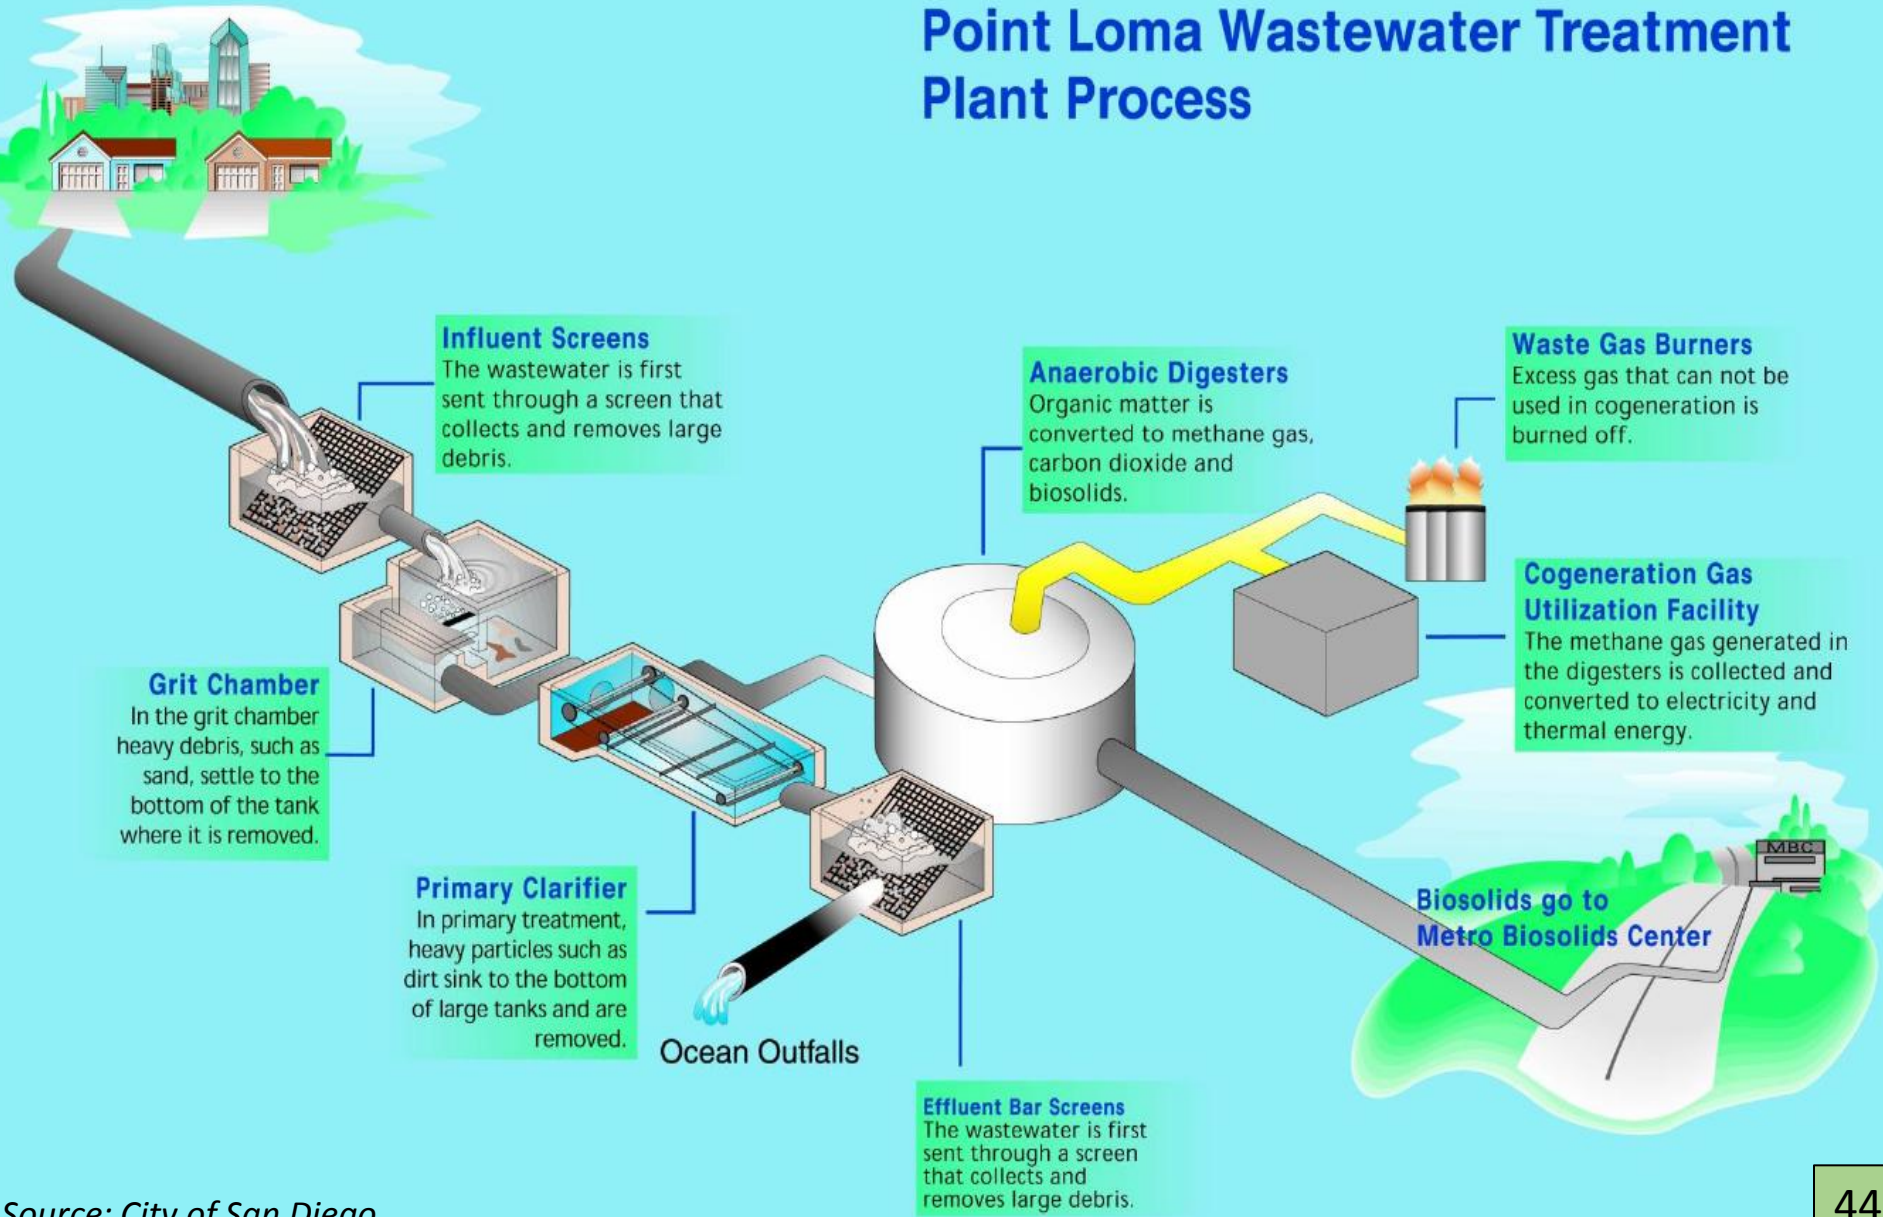 Point Loma Wastewater Treatment
Plant Process
Influent Screens
The wastewater is first
sent through a screen that
collects and removes large
debris.
Anaerobic Digesters
Organic matter is
converted to methane gas,
carbon dioxide and
biosolids.
Waste Gas Burners
Excess gas that can not be
used in cogeneration is
burned off.
Cogeneration Gas
Utilization Facility
The methane gas generated in
the digesters is collected and
converted to electricity and
thermal energy.
Grit Chamber
In the grit chamber
heavy debris, such as
sand, settle to the
bottom of the tank
where it is removed.
Primary Clarifier
In primary treatment,
heavy particles such as
dirt sink to the bottom
of large tanks and are
removed.
MBC
Biosolids go to
Metro Biosolids Center
Ocean Outfalls
Effluent Bar Screens
The wastewater is first
sent through a screen
that collects and
removes large debris.
Source: City of San Diego
44